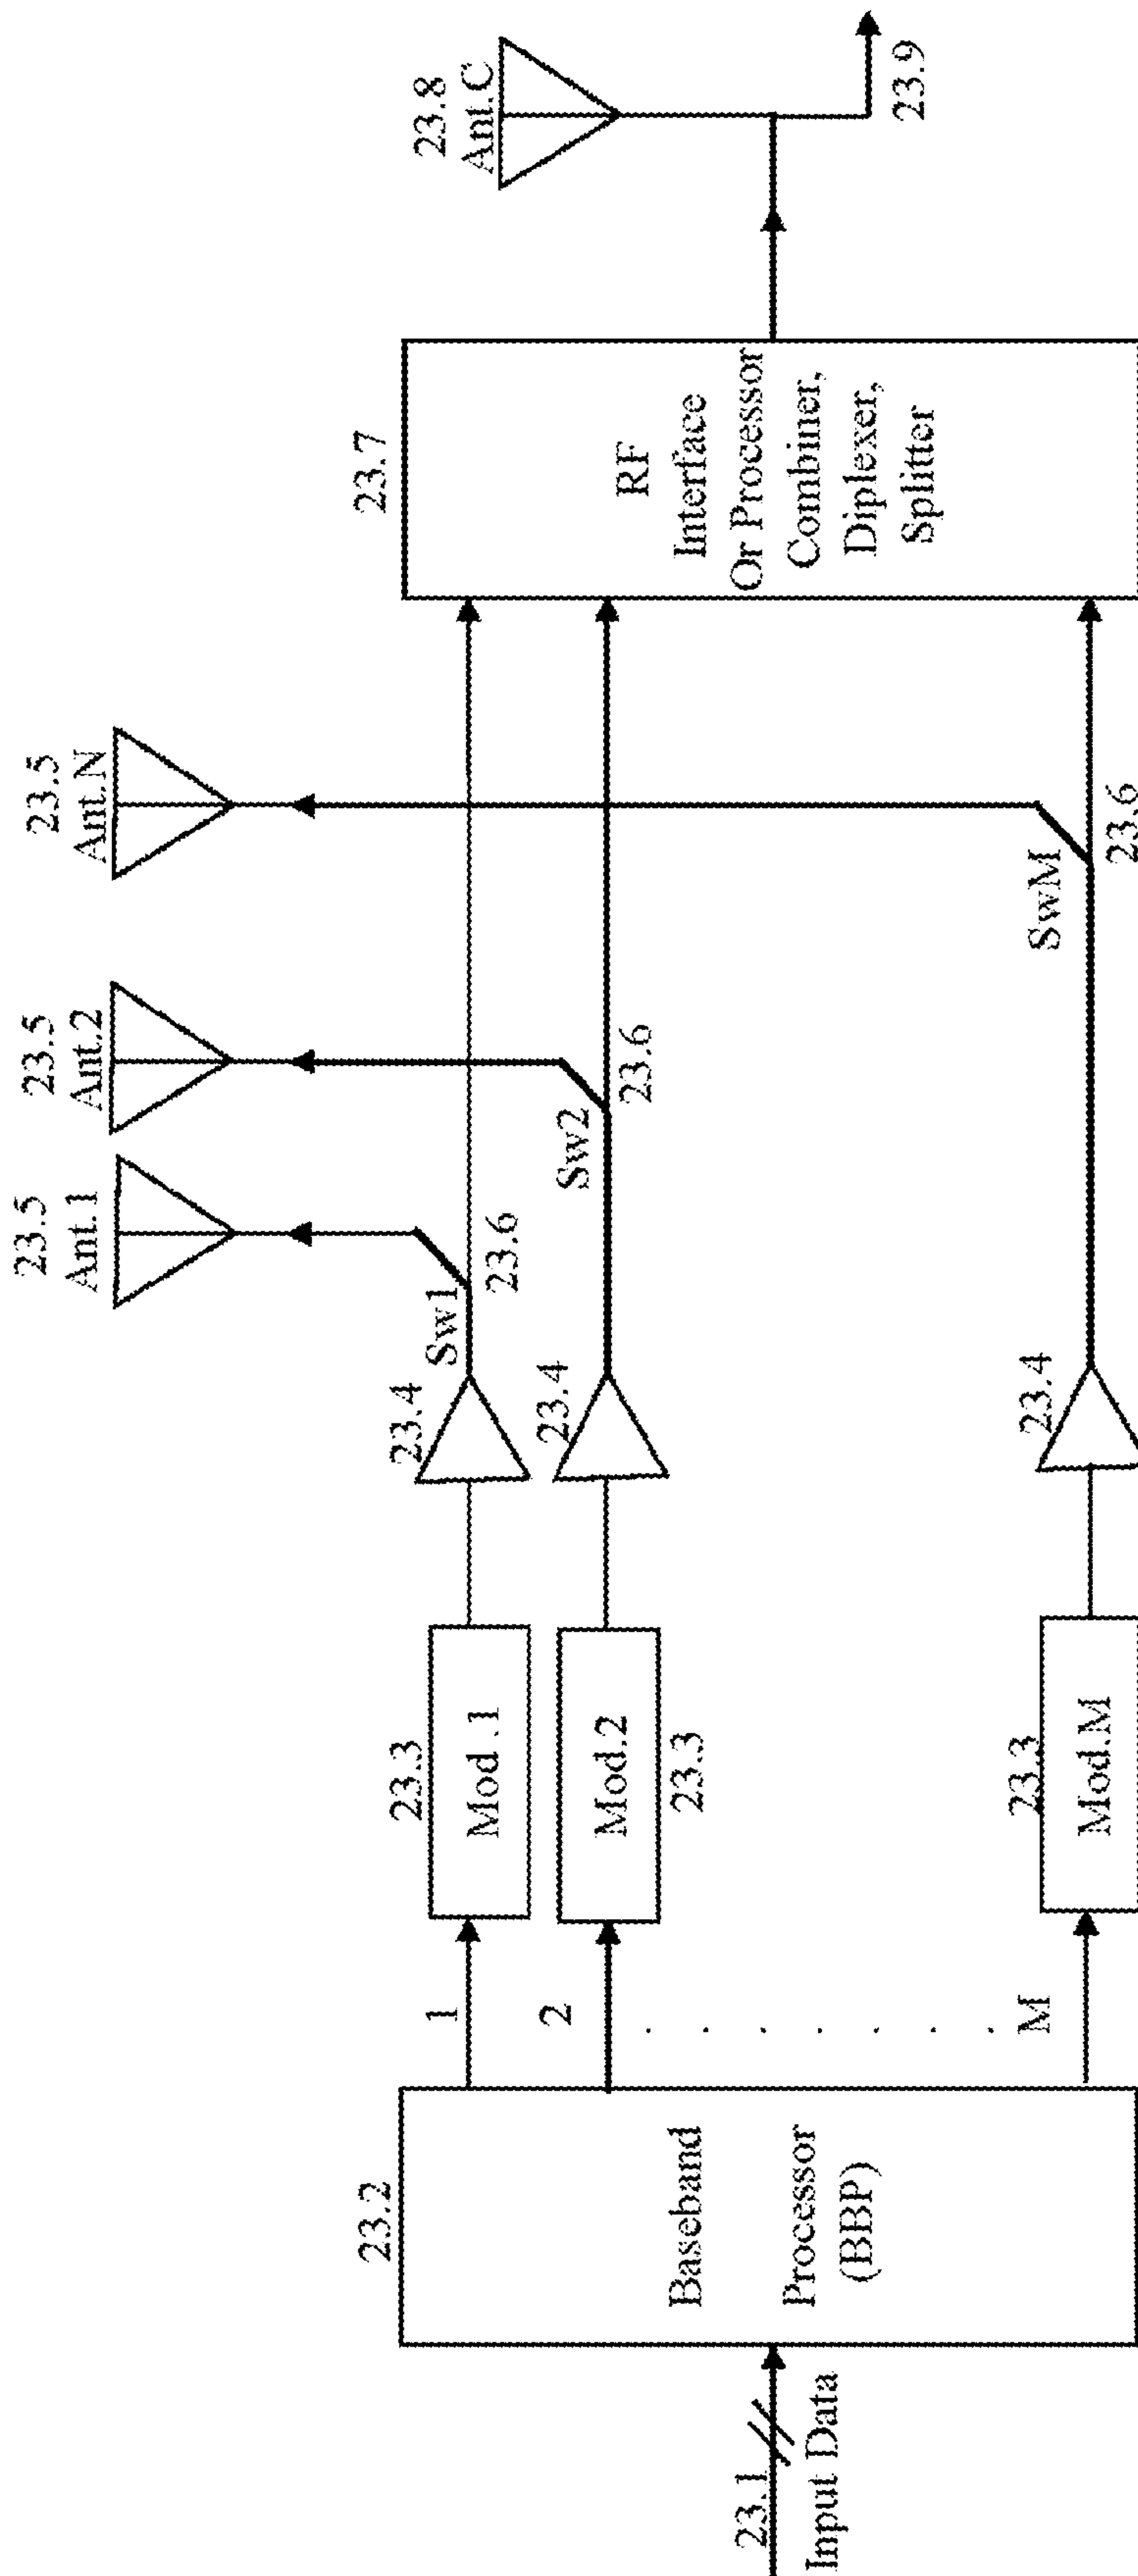 23.1
Input Data
23.2
Baseband
Processor
(BBP)
1
2
. . . . . . .
M
23.3
Mod .1
Mod.2
23.3
23.3
Mod.M
23.4
23.4
23.4
Sw1
23.6
Sw2
23.6
SwM
23.6
23.5
Ant.1
23.5
Ant.2
23.5
Ant.N
23.7
RF
Interface
Or Processor
Combiner,
Diplexer,
Splitter
23.8
Ant.C
23.9